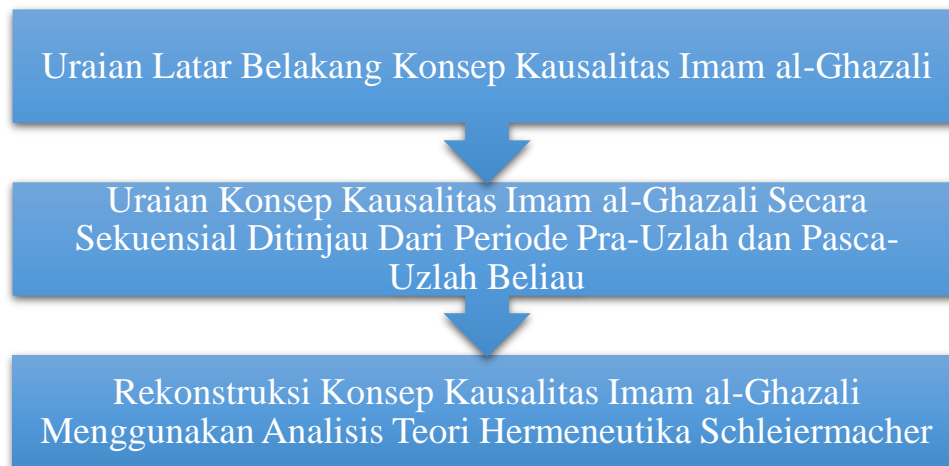 Uraian Latar Belakang Konsep Kausalitas Imam al-Ghazali
Uraian Konsep Kausalitas Imam al-Ghazali Secara
Sekuensial Ditinjau Dari Periode Pra-Uzlah dan Pasca-
Uzlah Beliau
Rekonstruksi Konsep Kausalitas Imam al-Ghazali
Menggunakan Analisis Teori Hermeneutika Schleiermacher